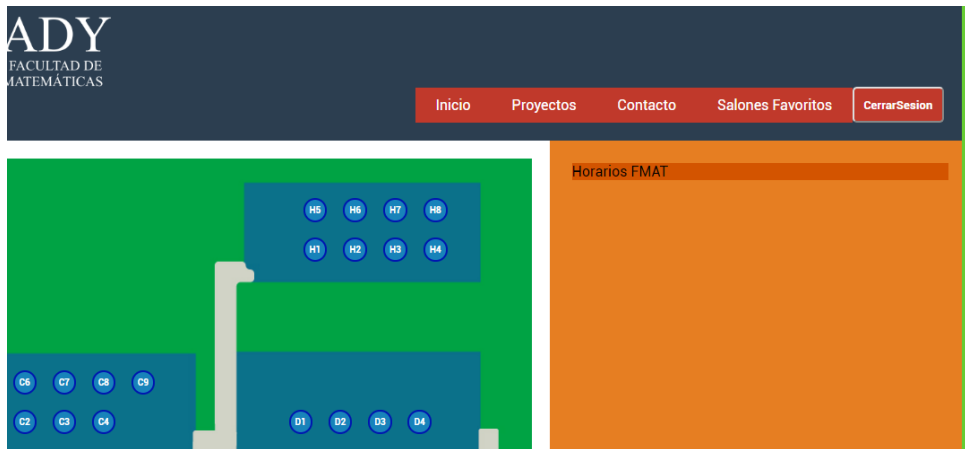 ADY
FACULTAD DE
MATEMÁTICAS
Inicio Proyectos Contacto Salones Favoritos CerrarSesion
Horarios FMAT
H5 H6 H7 H8
H1 H2 H3 H4
C6 C7 C8 C9
C2 C3 C4
D1 D2 D3 D4